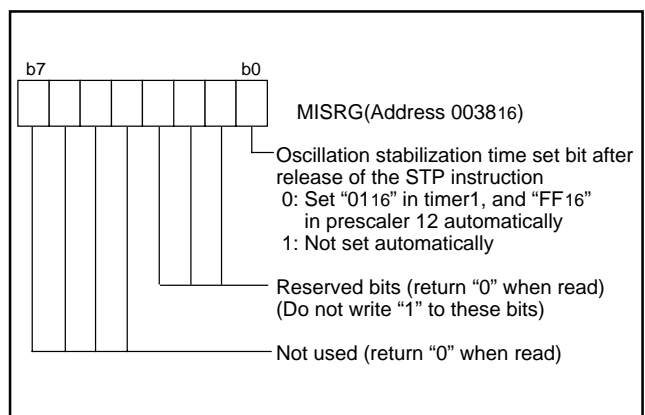 b7 b0
MISRG(Address 003816)
Oscillation stabilization time set bit after
release of the STP instruction
0: Set “0116” in timer1, and “FF16”
in prescaler 12 automatically
1: Not set automatically
Reserved bits (return “0” when read)
(Do not write “1” to these bits)
Not used (return “0” when read)